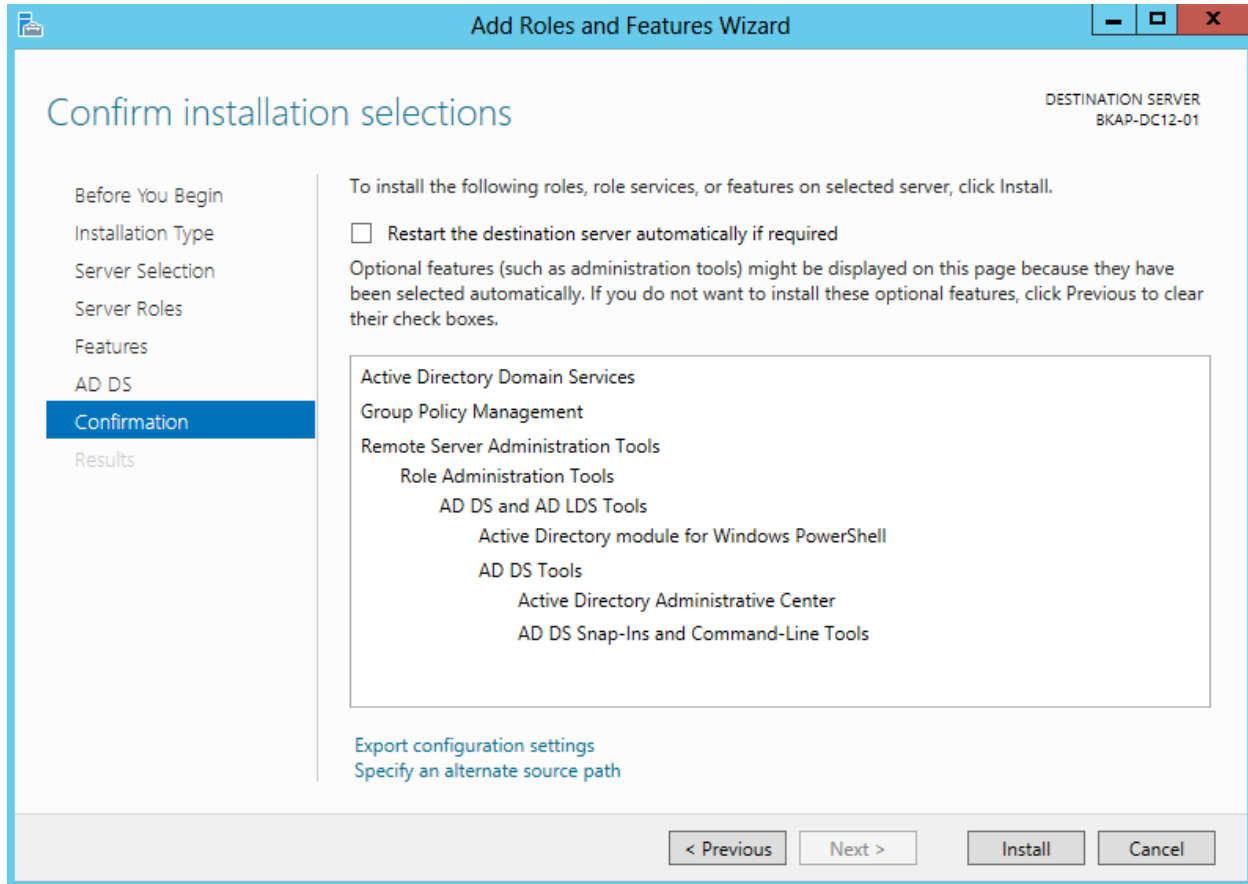 Add Roles and Features Wizard
Confirm installation selections
DESTINATION SERVER
BKAP-DC12-01
Before You Begin
Installation Type
Server Selection
Server Roles
Features
AD DS
Confirmation
Results
To install the following roles, role services, or features on selected server, click Install.
Restart the destination server automatically if required
Optional features (such as administration tools) might be displayed on this page because they have
been selected automatically. If you do not want to install these optional features, click Previous to clear
their check boxes.
Active Directory Domain Services
Group Policy Management
Remote Server Administration Tools
Role Administration Tools
AD DS and AD LDS Tools
Active Directory module for Windows PowerShell
AD DS Tools
Active Directory Administrative Center
AD DS Snap-Ins and Command-Line Tools
Export configuration settings
Specify an alternate source path
< Previous
Next >
Install
Cancel